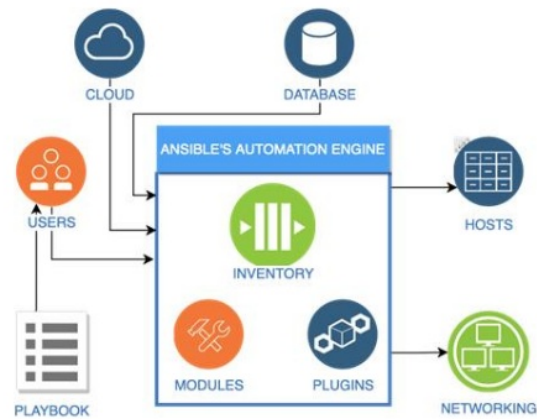 CLOUD
DATABASE
ANSIBLE'S AUTOMATION ENGINE
USERS
HOSTS
INVENTORY
MODULES
PLUGINS
PLAYBOOK
NETWORKING